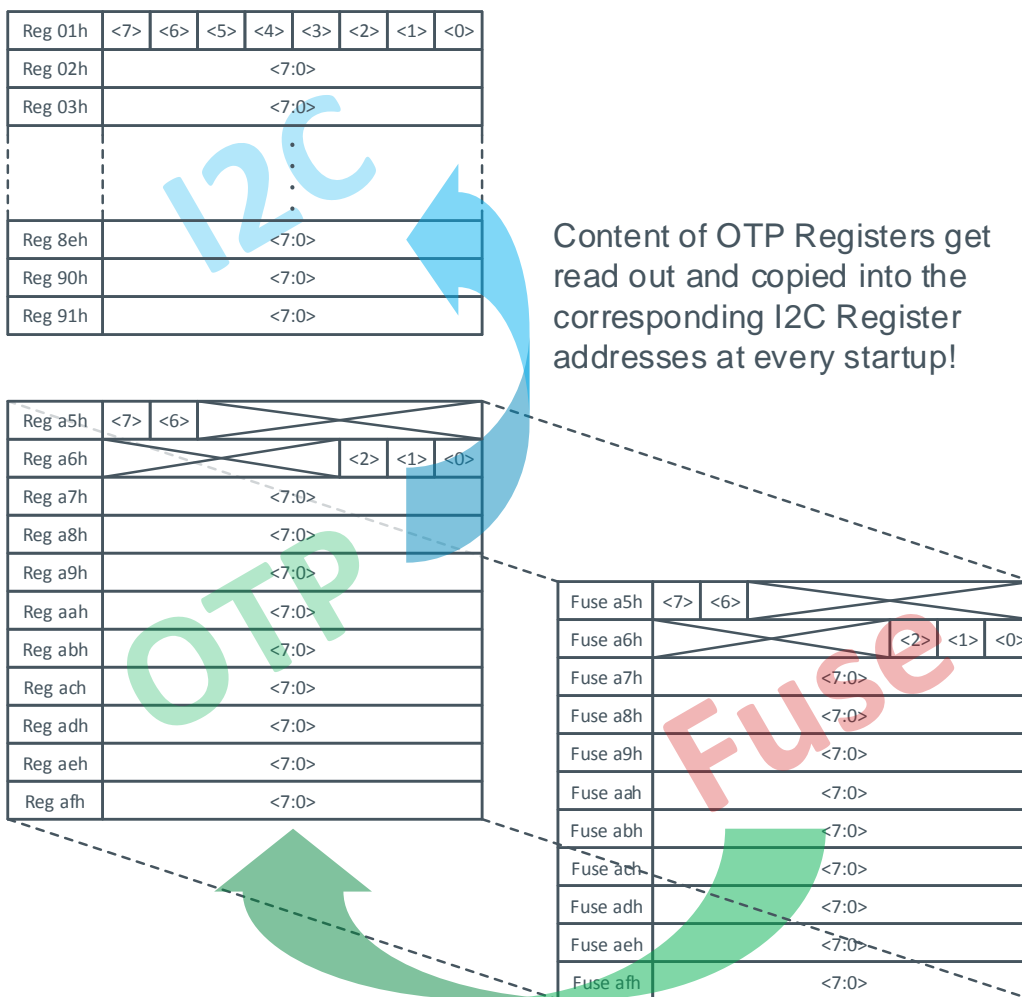 Reg 01h <7> <6> <5> <4> <3> <2> <1> <0>
Reg 02h <7:0>
Reg 03h <7:0>
I2C
Reg 8eh <7:0>
Reg 90h <7:0>
Reg 91h <7:0>
Content of OTP Registers get
read out and copied into the
corresponding I2C Register
addresses at every startup!
Reg a5h <7> <6>
Reg a6h <2> <1> <0>
Reg a7h <7:0>
Reg a8h <7:0>
Reg a9h <7:0>
Reg aah <7:0>
Reg abh <7:0>
Reg ach <7:0>
Reg adh <7:0>
Reg aeh <7:0>
Reg afh <7:0>
OTP
Fuse a5h <7> <6>
Fuse a6h <2> <1> <0>
Fuse a7h <7:0>
Fuse a8h <7:0>
Fuse a9h <7:0>
Fuse aah <7:0>
Fuse abh <7:0>
Fuse ach <7:0>
Fuse adh <7:0>
Fuse aeh <7:0>
Fuse afh <7:0>
Fuse